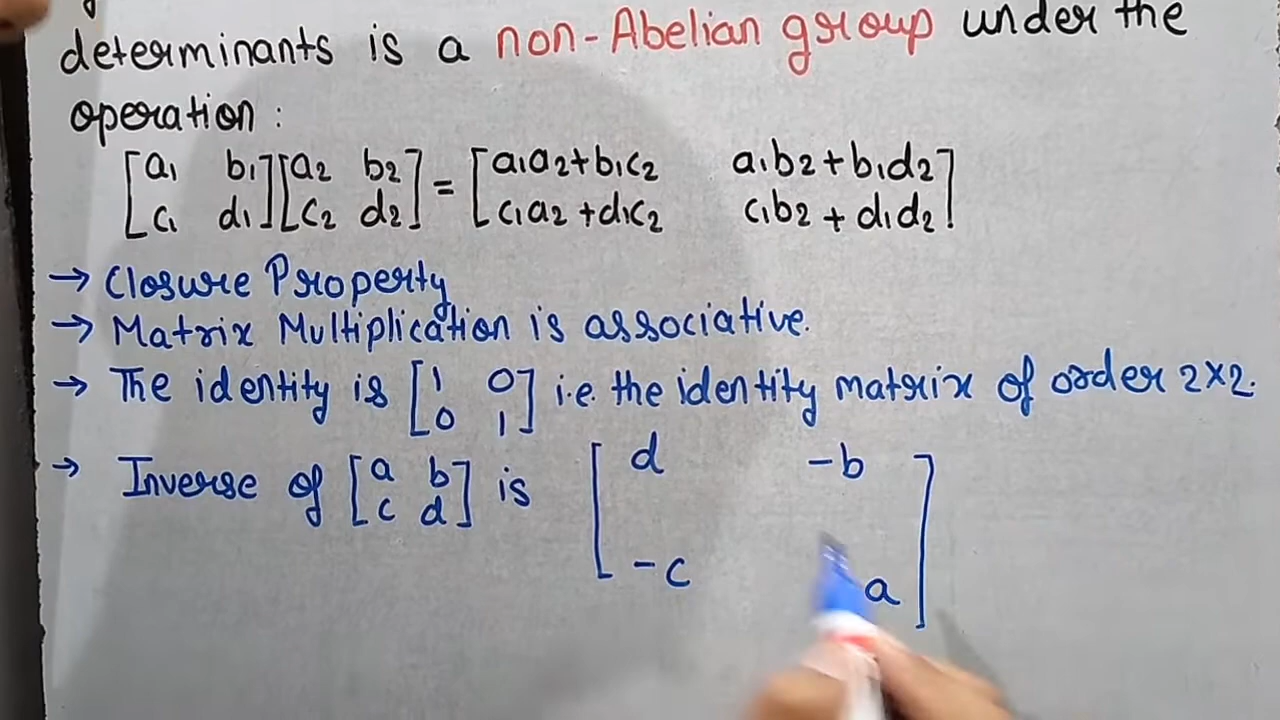 determinants is a non-Abelian group under the
operation:
[a₁ b₁] [a₂ b₂] = [a₁a₂+b₁c₂ a₁b₂+b₁d₂]
[c₁ d₁] [c₂ d₂] [c₁a₂+d₁c₂ c₁b₂+d₁d₂]
→ Closure Property
→ Matrix Multiplication is associative.
→ The identity is [1 0] i.e. the identity matrix of order 2×2.
[0 1]
→ Inverse of [a b] is [d -b]
[c d] [-c a]